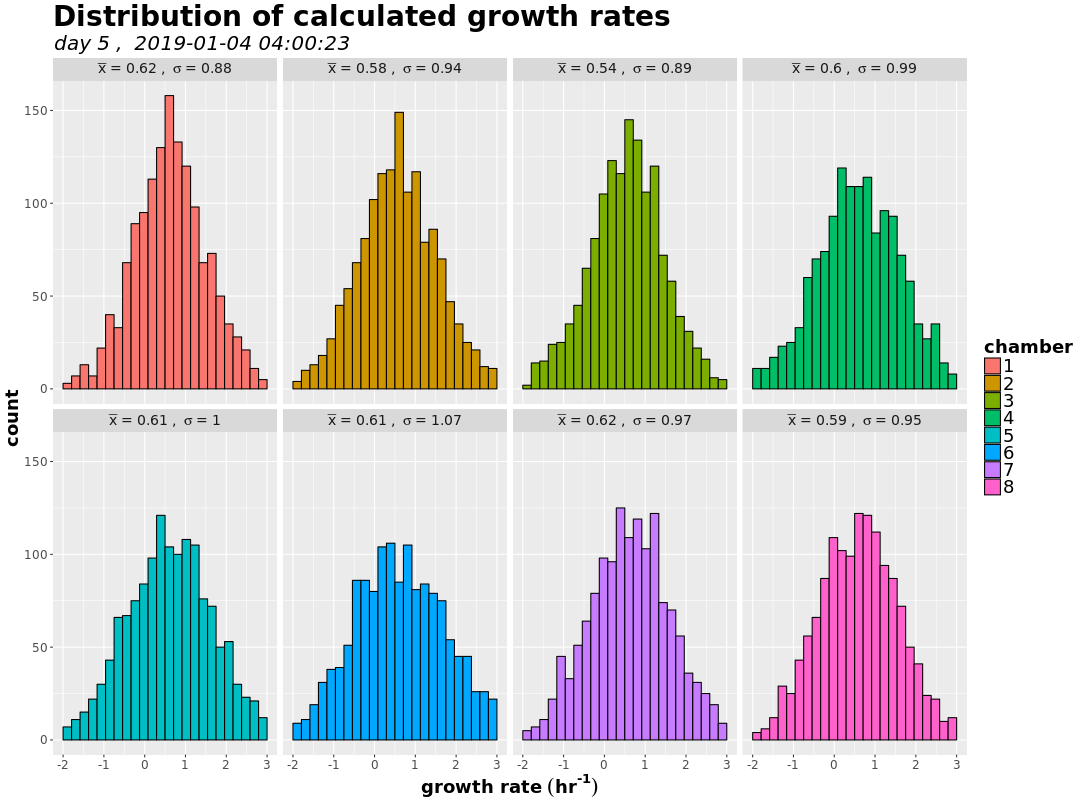 Distribution of calculated growth rates
day 5 ,  2019-01-04 04:00:23
x̅ = 0.62 ,  σ = 0.88
x̅ = 0.58 ,  σ = 0.94
x̅ = 0.54 ,  σ = 0.89
x̅ = 0.6 ,  σ = 0.99
150
100
50
0
x̅ = 0.61 ,  σ = 1
x̅ = 0.61 ,  σ = 1.07
x̅ = 0.62 ,  σ = 0.97
x̅ = 0.59 ,  σ = 0.95
150
100
50
0
-2 -1 0 1 2 3
-2 -1 0 1 2 3
-2 -1 0 1 2 3
-2 -1 0 1 2 3
count
growth rate (hr⁻¹)
chamber
1
2
3
4
5
6
7
8